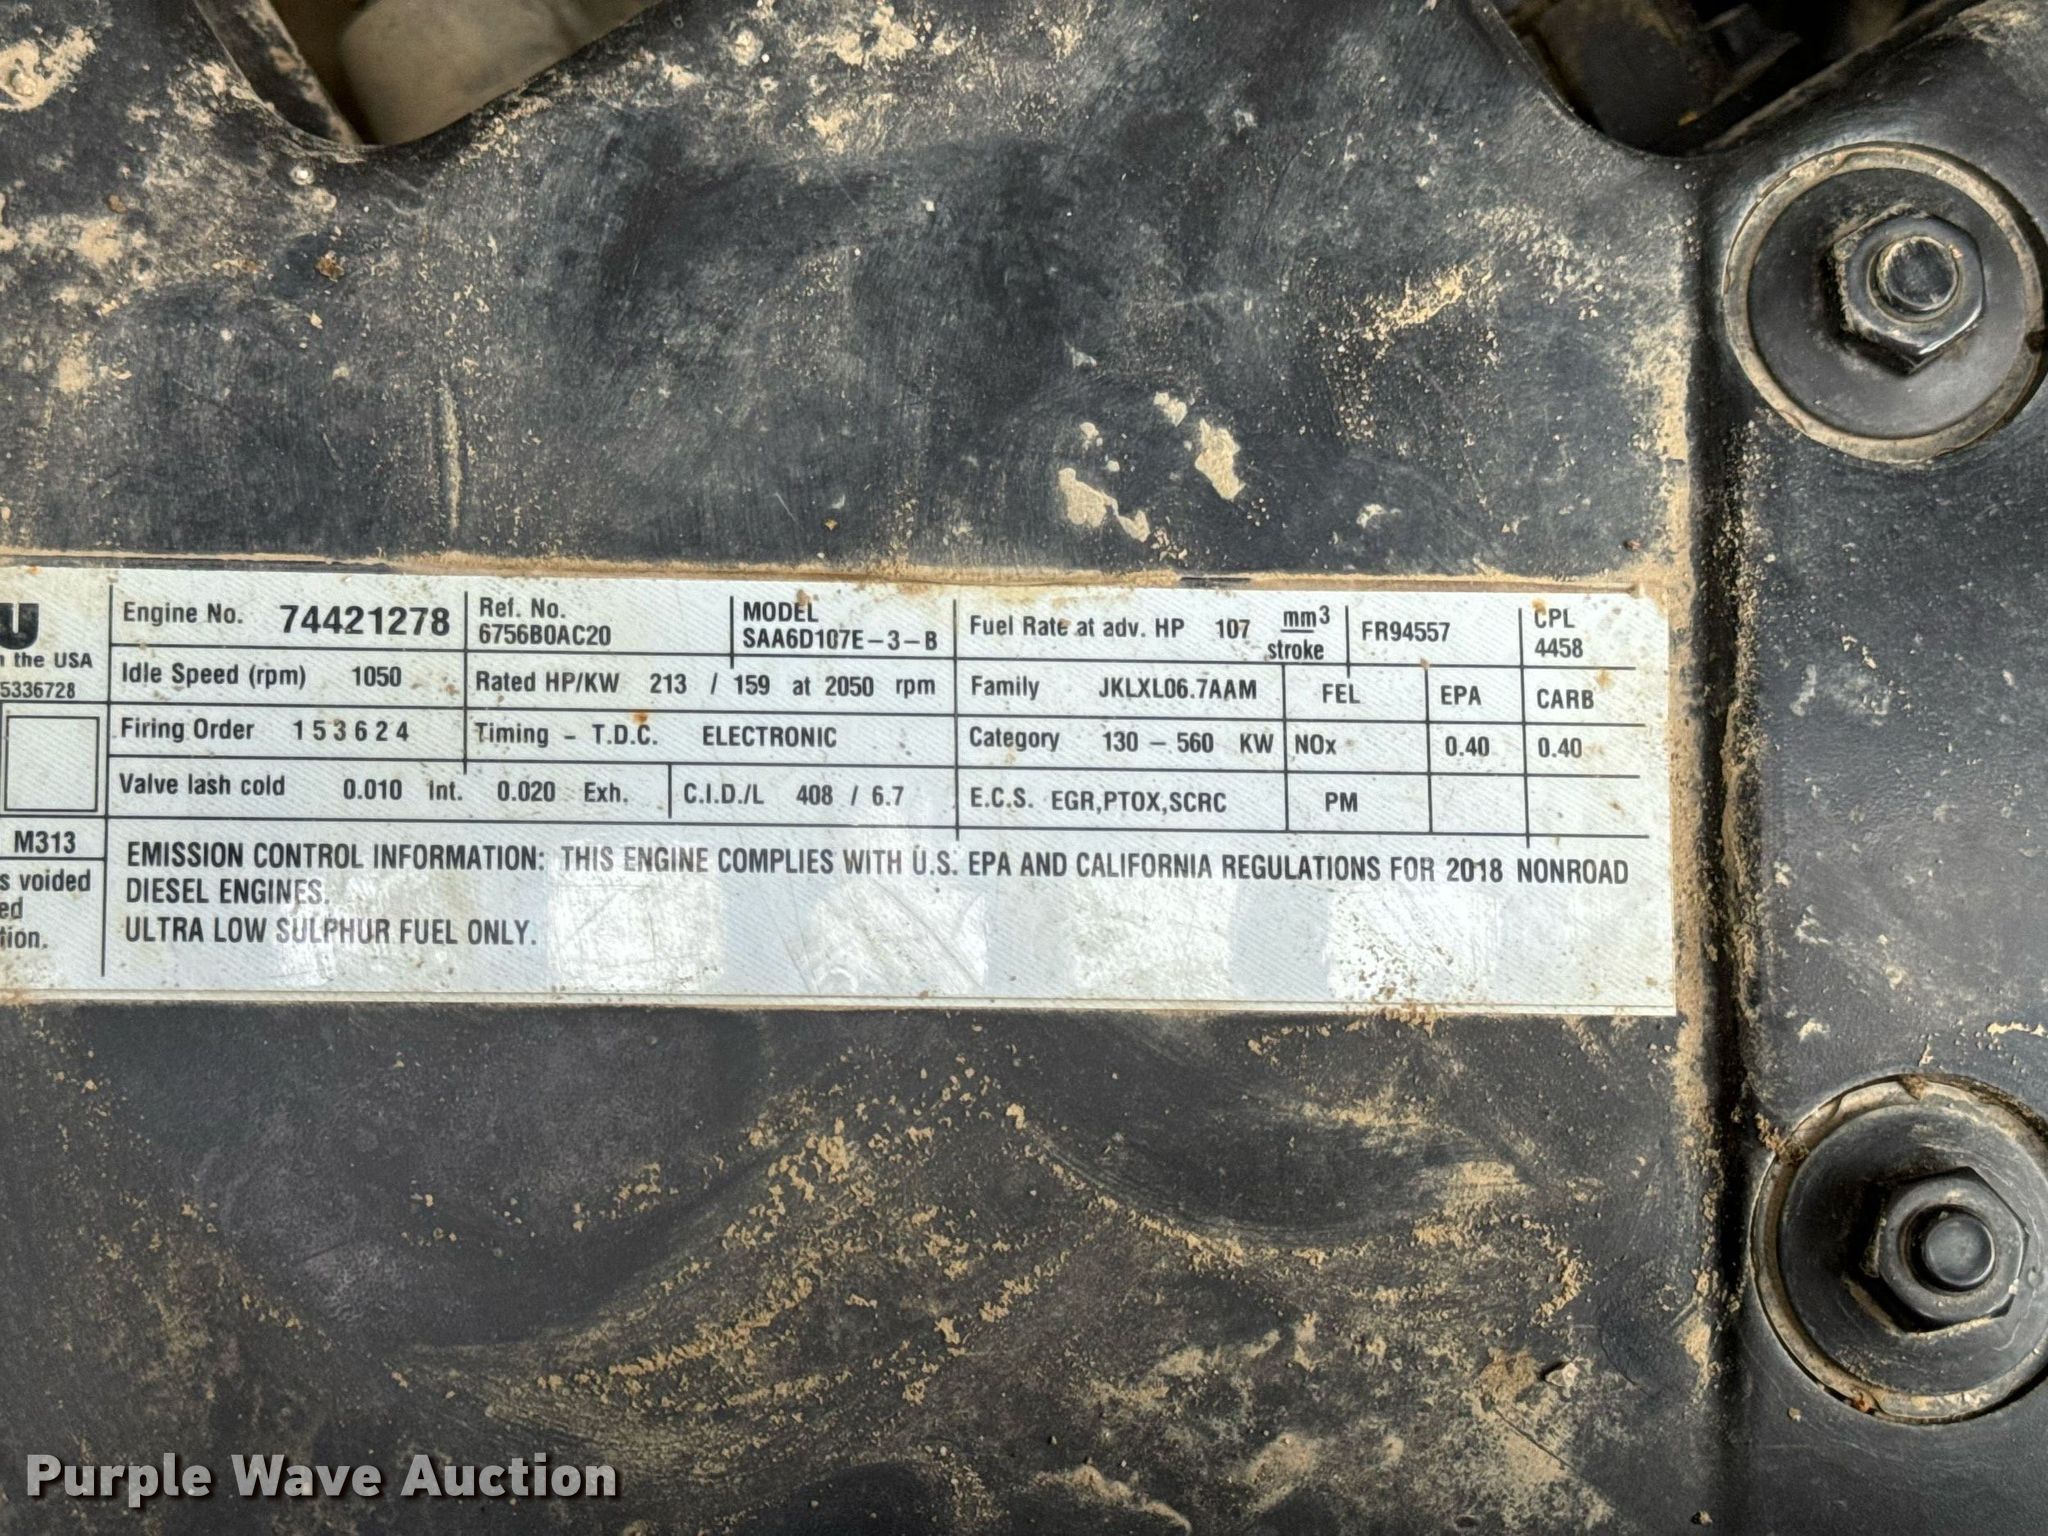 U
n the USA
5336728
M313
s voided
ed
tion.
Engine No. 74421278
Ref. No.
6756B0AC20
MODEL
SAA6D107E-3-B
Fuel Rate at adv. HP 107 mm3
stroke
FR94557
CPL
4458
Idle Speed (rpm) 1050
Rated HP/KW 213 / 159 at 2050 rpm
Family JKLXL06.7AAM
FEL
EPA
CARB
Firing Order 1 5 3 6 2 4
Timing - T.D.C. ELECTRONIC
Category 130 - 560 KW
NOx
0.40
0.40
Valve lash cold 0.010 Int. 0.020 Exh.
C.I.D./L 408 / 6.7
E.C.S. EGR,PTOX,SCRC
PM
EMISSION CONTROL INFORMATION: THIS ENGINE COMPLIES WITH U.S. EPA AND CALIFORNIA REGULATIONS FOR 2018 NONROAD
DIESEL ENGINES.
ULTRA LOW SULPHUR FUEL ONLY.
Purple Wave Auction